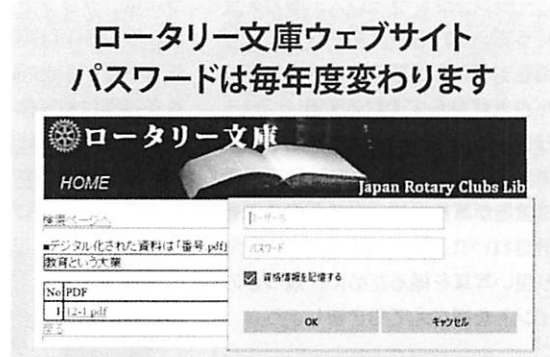 ロータリー文庫ウェブサイト
パスワードは毎年度変わります
ロータリー文庫
HOME
Japan Rotary Clubs Lib
検索ページへ
■デジタル化された資料は「番号.pdf」
教育という大業
No PDF
1 12-1.pdf
戻る
ユーザー名
パスワード
資格情報を記憶する
OK
キャンセル